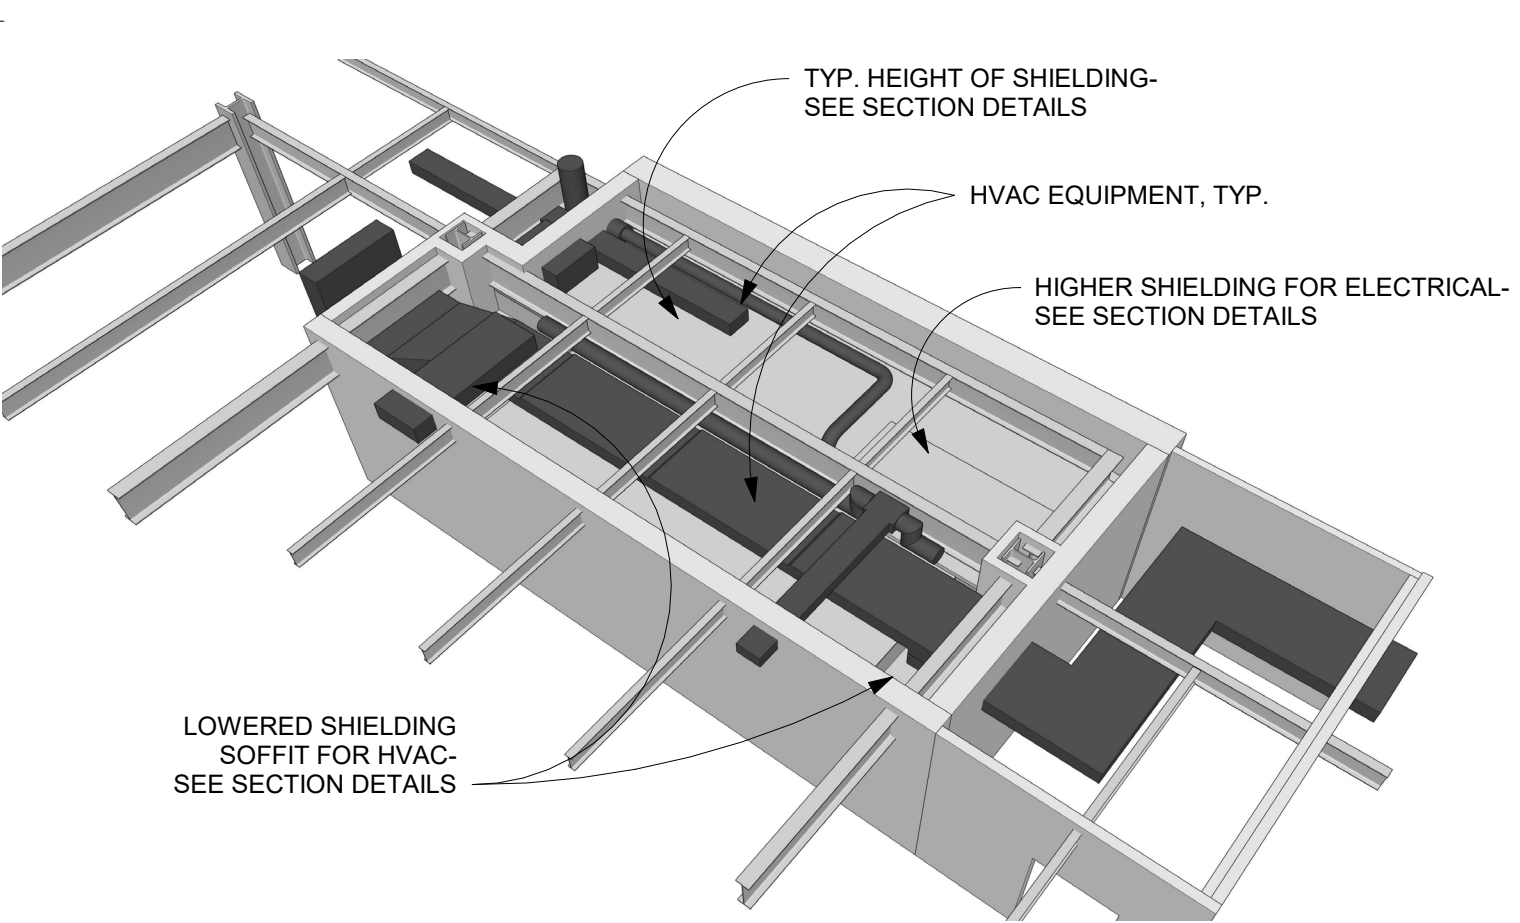 TYP. HEIGHT OF SHIELDING-
SEE SECTION DETAILS
HVAC EQUIPMENT, TYP.
HIGHER SHIELDING FOR ELECTRICAL-
SEE SECTION DETAILS
LOWERED SHIELDING
SOFFIT FOR HVAC-
SEE SECTION DETAILS